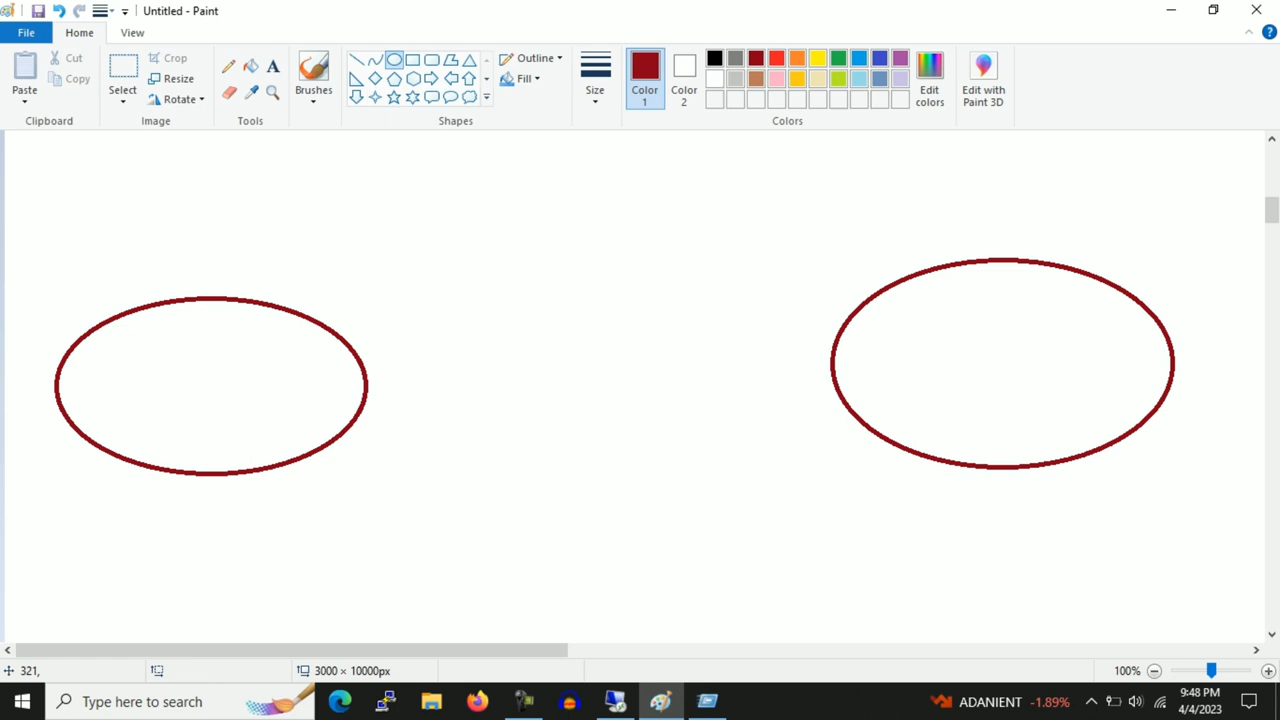 Untitled - Paint
File Home View
Paste
Cut
Copy
Clipboard
Select
Crop
Resize
Rotate
Image
Tools
Brushes
Shapes
Outline
Fill
Size
Color 1
Color 2
Edit colors
Colors
Edit with Paint 3D
321,
3000 × 10000px
100%
Type here to search
ADANIENT -1.89%
9:48 PM
4/4/2023